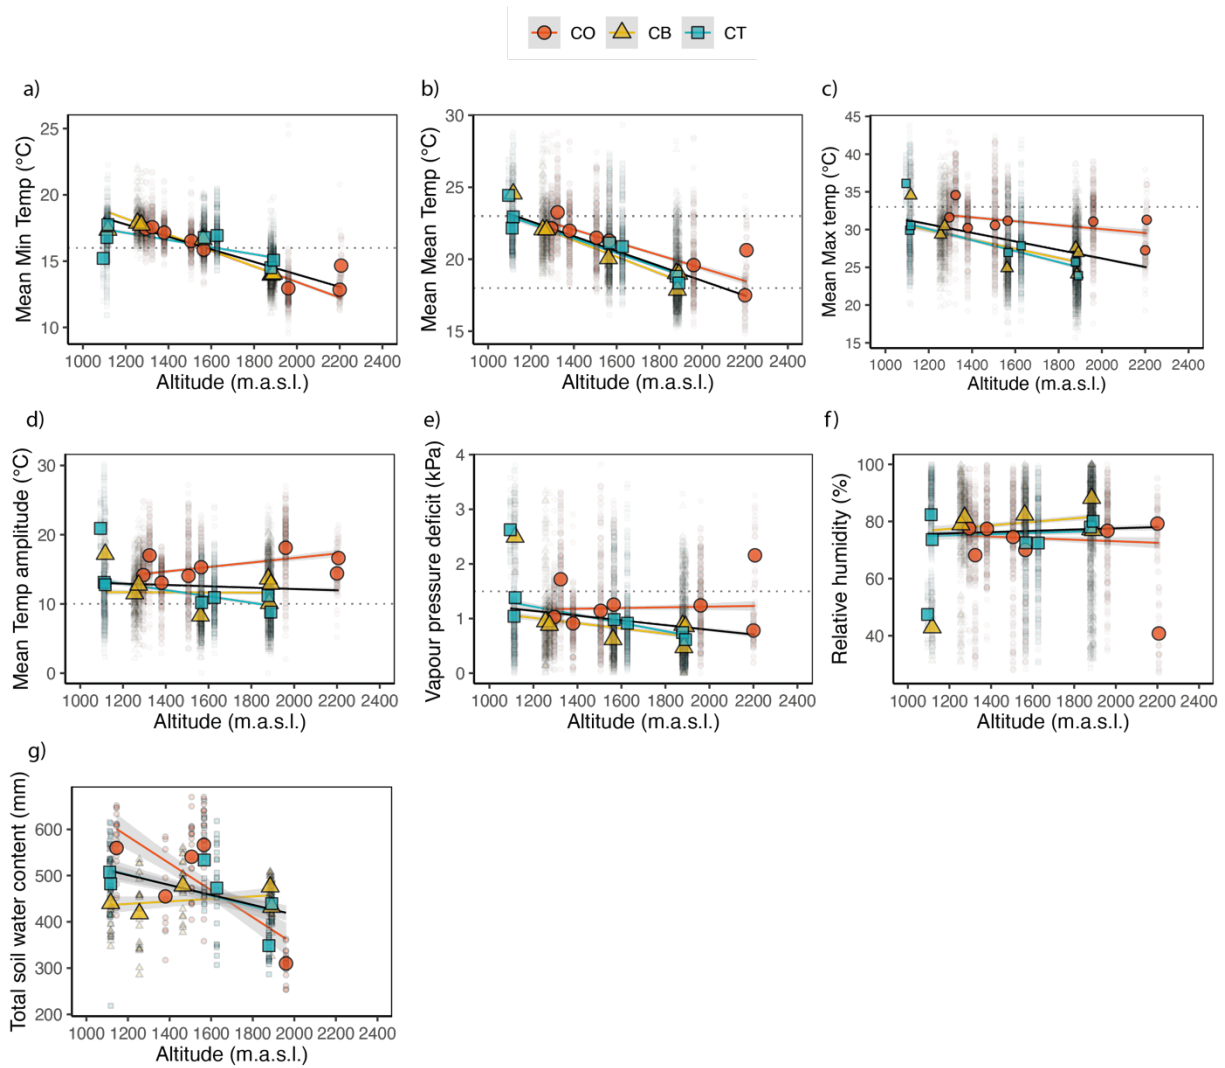 CO CB CT
a)
Mean Min Temp (°C)
25
20
15
10
1000 1200 1400 1600 1800 2000 2200 2400
Altitude (m.a.s.l.)
b)
Mean Mean Temp (°C)
30
25
20
15
1000 1200 1400 1600 1800 2000 2200 2400
Altitude (m.a.s.l.)
c)
Mean Max temp (°C)
45
40
35
30
25
20
15
1000 1200 1400 1600 1800 2000 2200 2400
Altitude (m.a.s.l.)
d)
Mean Temp amplitude (°C)
30
20
10
0
1000 1200 1400 1600 1800 2000 2200 2400
Altitude (m.a.s.l.)
e)
Vapour pressure deficit (kPa)
4
3
2
1
0
1000 1200 1400 1600 1800 2000 2200 2400
Altitude (m.a.s.l.)
f)
Relative humidity (%)
100
80
60
40
1000 1200 1400 1600 1800 2000 2200 2400
Altitude (m.a.s.l.)
g)
Total soil water content (mm)
600
500
400
300
200
1000 1200 1400 1600 1800 2000 2200 2400
Altitude (m.a.s.l.)